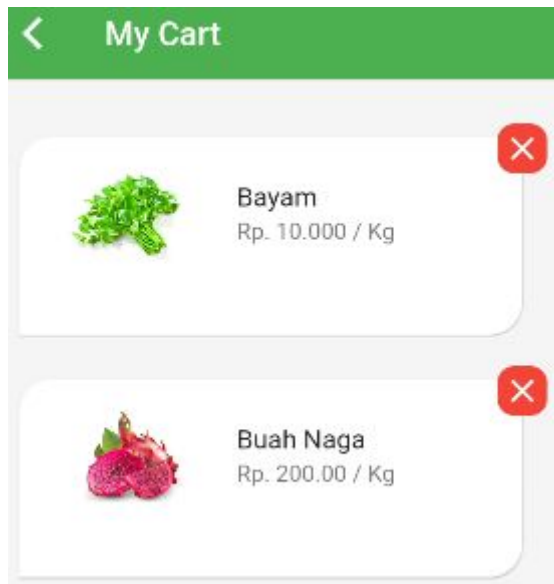 My Cart
Bayam
Rp. 10.000 / Kg
Buah Naga
Rp. 200.00 / Kg